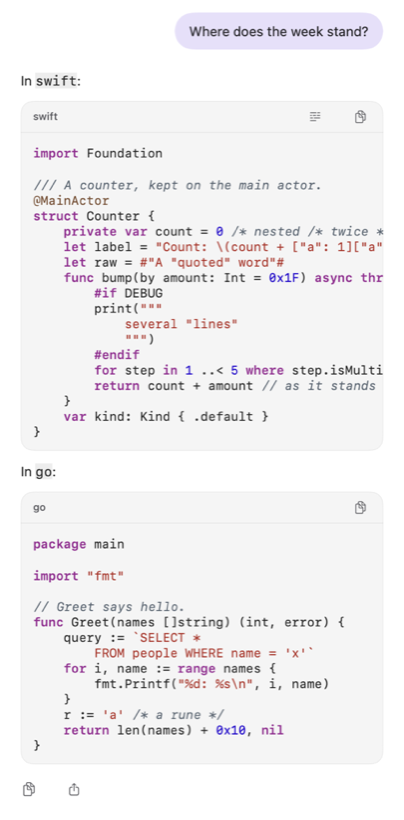 Where does the week stand?
In swift:
swift
import Foundation
/// A counter, kept on the main actor.
@MainActor
struct Counter {
    private var count = 0 /* nested /* twice *
    let label = "Count: \(count + ["a": 1]["a"
    let raw = #"A "quoted" word"#
    func bump(by amount: Int = 0x1F) async thr
        #if DEBUG
        print("""
            several "lines"
            """)
        #endif
        for step in 1 ..< 5 where step.isMulti
        return count + amount // as it stands
    }
    var kind: Kind { .default }
}
In go:
go
package main
import "fmt"
// Greet says hello.
func Greet(names []string) (int, error) {
    query := `SELECT *
        FROM people WHERE name = 'x'`
    for i, name := range names {
        fmt.Printf("%d: %s\n", i, name)
    }
    r := 'a' /* a rune */
    return len(names) + 0x10, nil
}